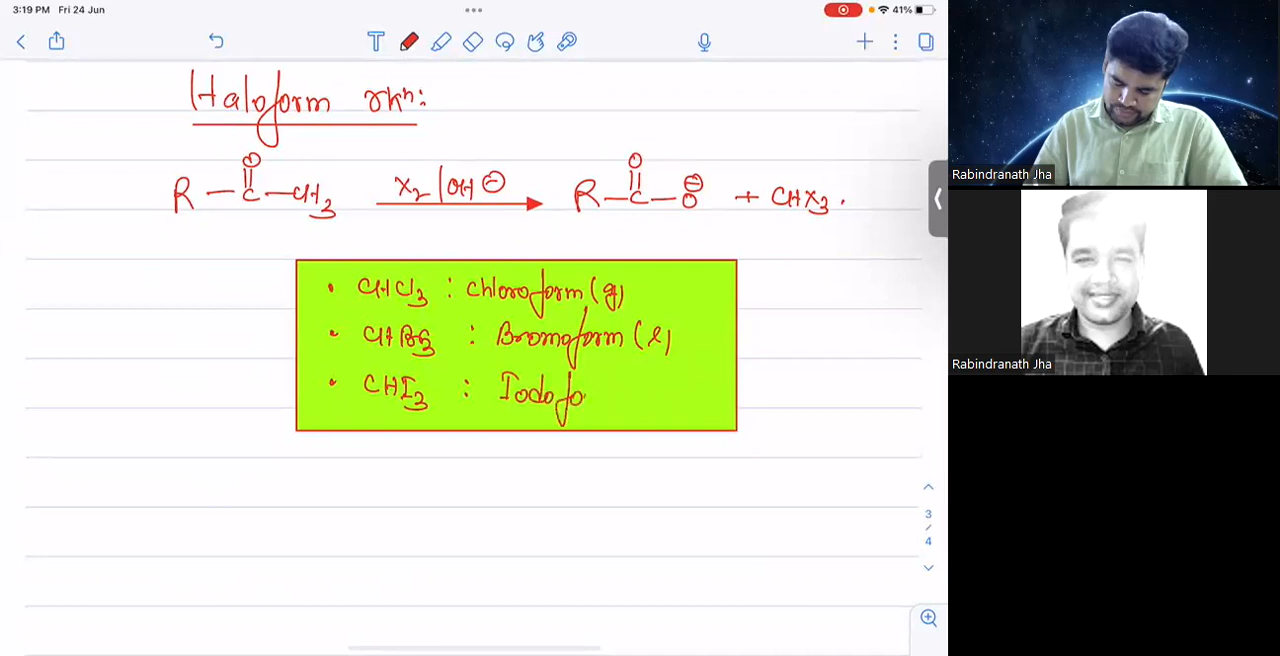 3:19 PM Fri 24 Jun
41%
Haloform rxⁿ:
R — C — CH3 X2 | OH⊖ R — C — O⊖ + CHX3.
O O
• CHCl3 : Chloroform (g)
• CHBr3 : Bromoform (l)
• CHI3 : Iodofo
T
3
/
4
Rabindranath Jha
Rabindranath Jha